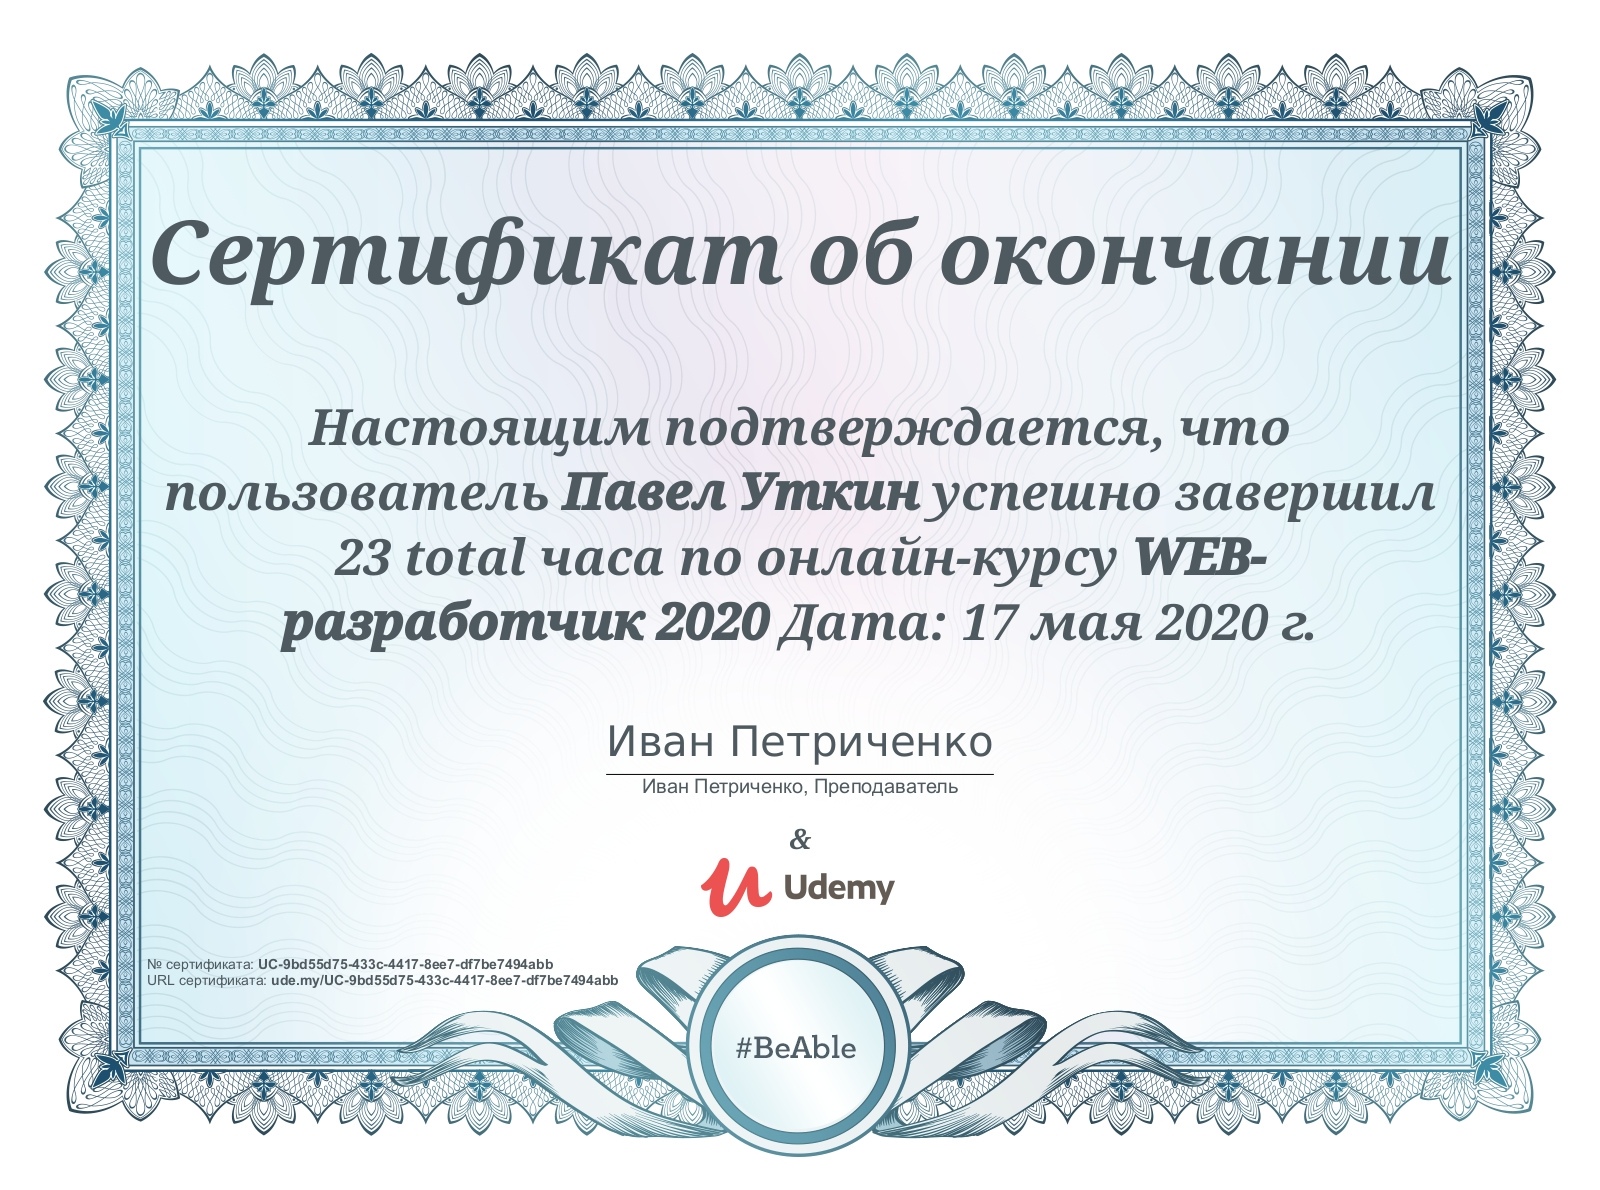 Сертификат об окончании
Настоящим подтверждается, что
пользователь Павел Уткин успешно завершил
23 total часа по онлайн-курсу WEB-
разработчик 2020 Дата: 17 мая 2020 г.
Иван Петриченко
Иван Петриченко, Преподаватель
&
Udemy
№ сертификата: UC-9bd55d75-433c-4417-8ee7-df7be7494abb
URL сертификата: ude.my/UC-9bd55d75-433c-4417-8ee7-df7be7494abb
#BeAble